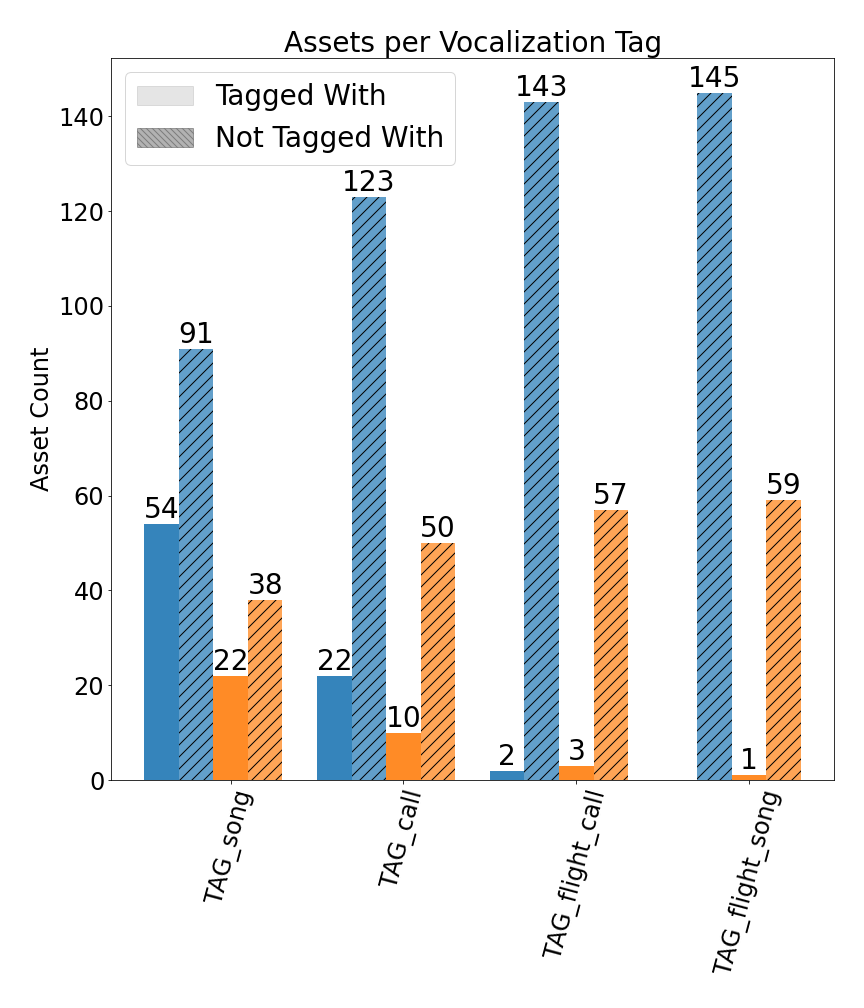 Assets per Vocalization Tag
Tagged With
Not Tagged With
Asset Count
140
120
100
80
60
40
20
0
54
91
22
38
22
123
10
50
2
143
3
57
145
1
59
TAG_song
TAG_call
TAG_flight_call
TAG_flight_song